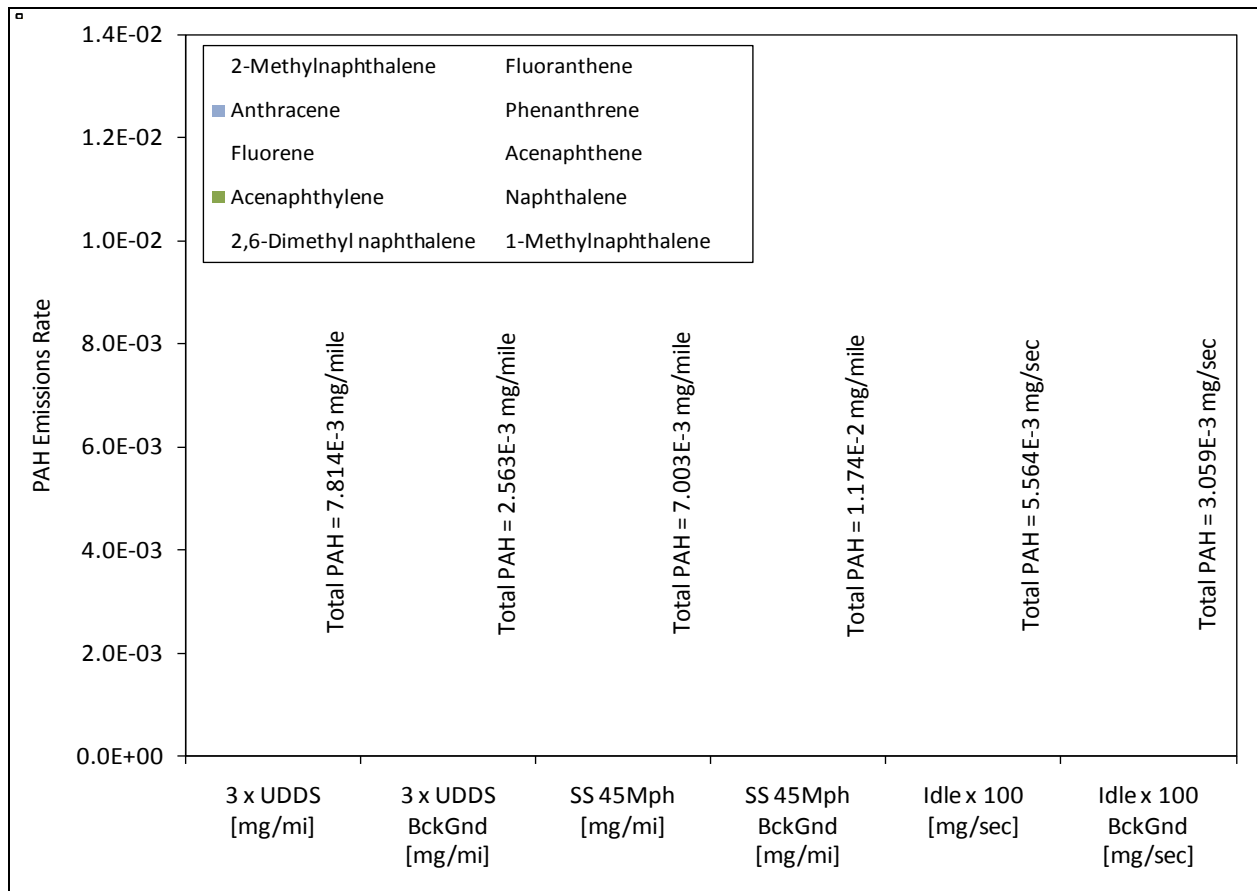 1.4E-02
1.2E-02
1.0E-02
8.0E-03
6.0E-03
4.0E-03
2.0E-03
0.0E+00
PAH Emissions Rate
2-Methylnaphthalene
Fluoranthene
Anthracene
Phenanthrene
Fluorene
Acenaphthene
Acenaphthylene
Naphthalene
2,6-Dimethyl naphthalene
1-Methylnaphthalene
Total PAH = 7.814E-3 mg/mile
Total PAH = 2.563E-3 mg/mile
Total PAH = 7.003E-3 mg/mile
Total PAH = 1.174E-2 mg/mile
Total PAH = 5.564E-3 mg/sec
Total PAH = 3.059E-3 mg/sec
3 x UDDS
[mg/mi]
3 x UDDS
BckGnd
[mg/mi]
SS 45Mph
[mg/mi]
SS 45Mph
BckGnd
[mg/mi]
Idle x 100
[mg/sec]
Idle x 100
BckGnd
[mg/sec]